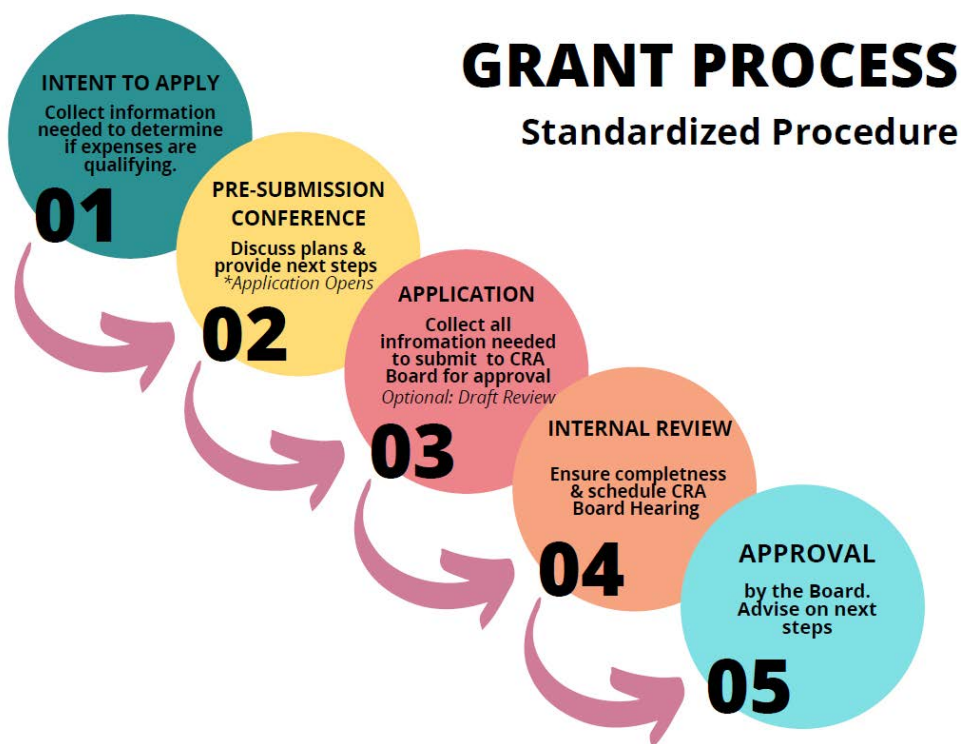 GRANT PROCESS
Standardized Procedure
INTENT TO APPLY
Collect information
needed to determine
if expenses are
qualifying.
01
PRE-SUBMISSION
CONFERENCE
Discuss plans &
provide next steps
*Application Opens
02
APPLICATION
Collect all
infromation needed
to submit to CRA
Board for approval
Optional: Draft Review
03
INTERNAL REVIEW
Ensure completness
& schedule CRA
Board Hearing
04
APPROVAL
by the Board.
Advise on next
steps
05